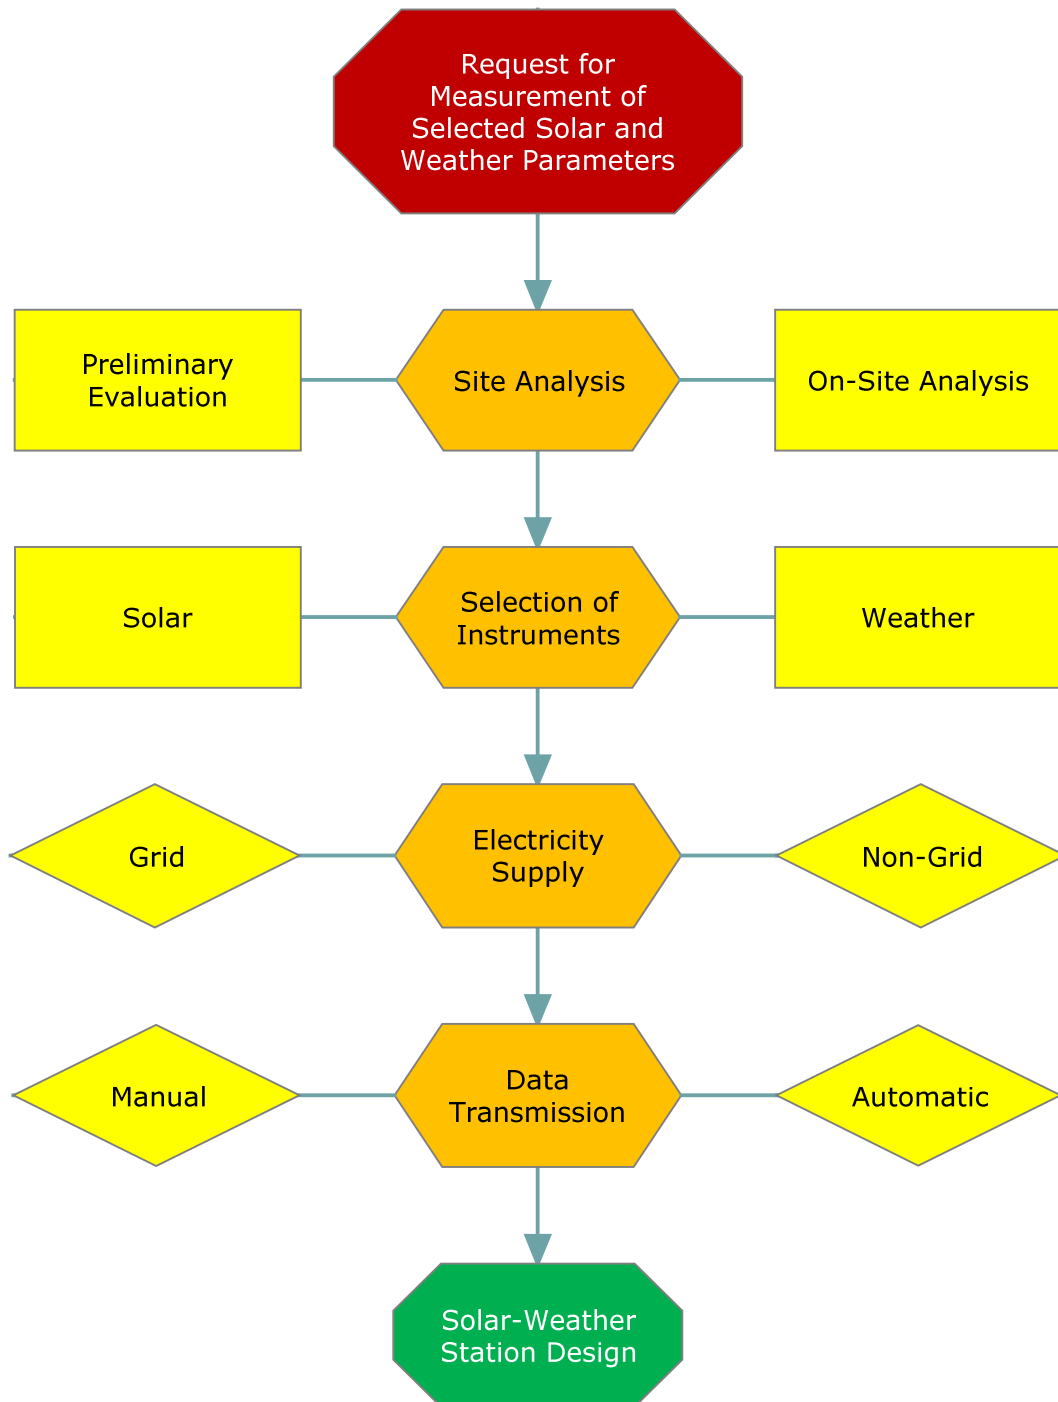 Request for
Measurement of
Selected Solar and
Weather Parameters
Preliminary
Evaluation
Site Analysis
On-Site Analysis
Solar
Selection of
Instruments
Weather
Grid
Electricity
Supply
Non-Grid
Manual
Data
Transmission
Automatic
Solar-Weather
Station Design